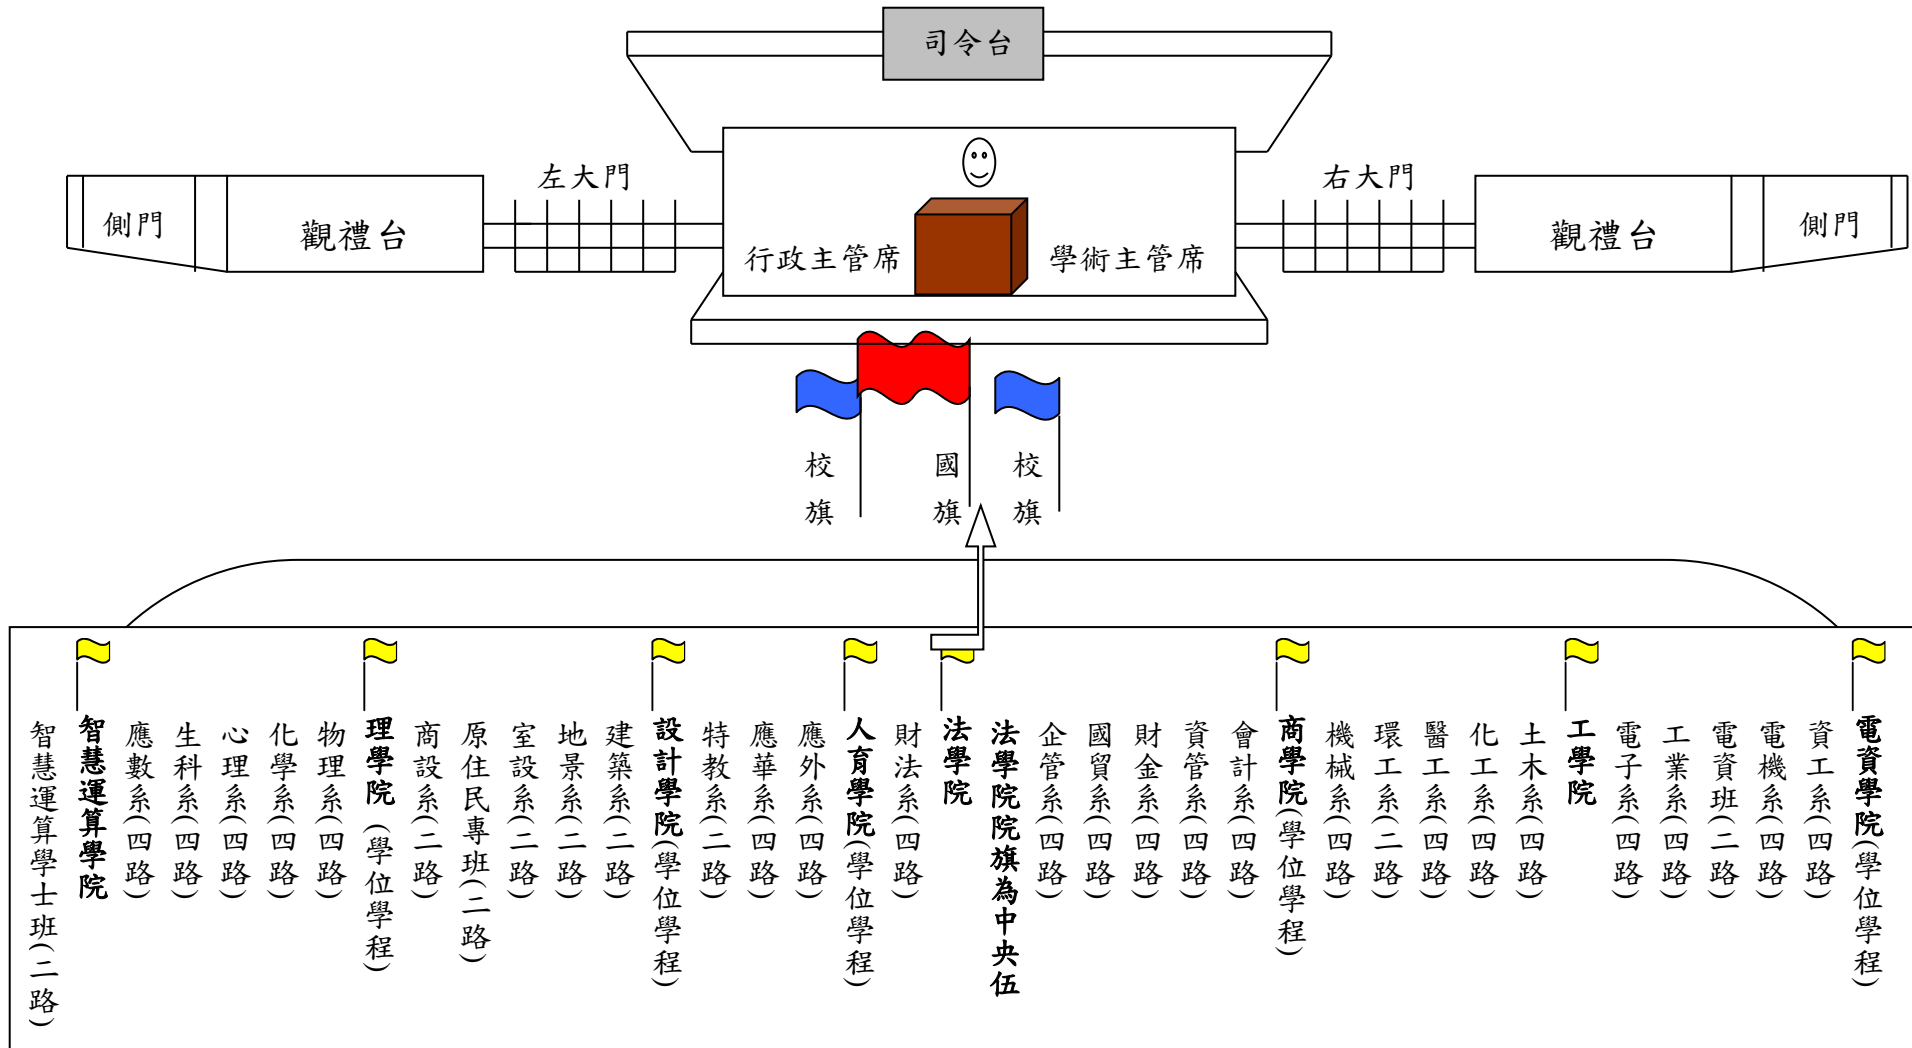 司令台
左大門
右大門
側門
觀禮台
行政主管席
學術主管席
觀禮台
側門
校旗
國旗
校旗
智慧運算學士班(二路)
智慧運算學院
應數系(四路)
生科系(四路)
心理系(四路)
化學系(四路)
物理系(四路)
理學院(學位學程)
商設系(二路)
原住民專班(二路)
室設系(二路)
地景系(二路)
建築系(二路)
設計學院(學位學程)
特教系(二路)
應華系(四路)
應外系(四路)
人育學院(學位學程)
財法系(四路)
法學院
法學院院旗為中央伍
企管系(四路)
國貿系(四路)
財金系(四路)
資管系(四路)
會計系(四路)
商學院(學位學程)
機械系(四路)
環工系(二路)
醫工系(四路)
化工系(四路)
土木系(四路)
工學院
電子系(四路)
工業系(四路)
電資班(二路)
電機系(四路)
資工系(四路)
電資學院(學位學程)